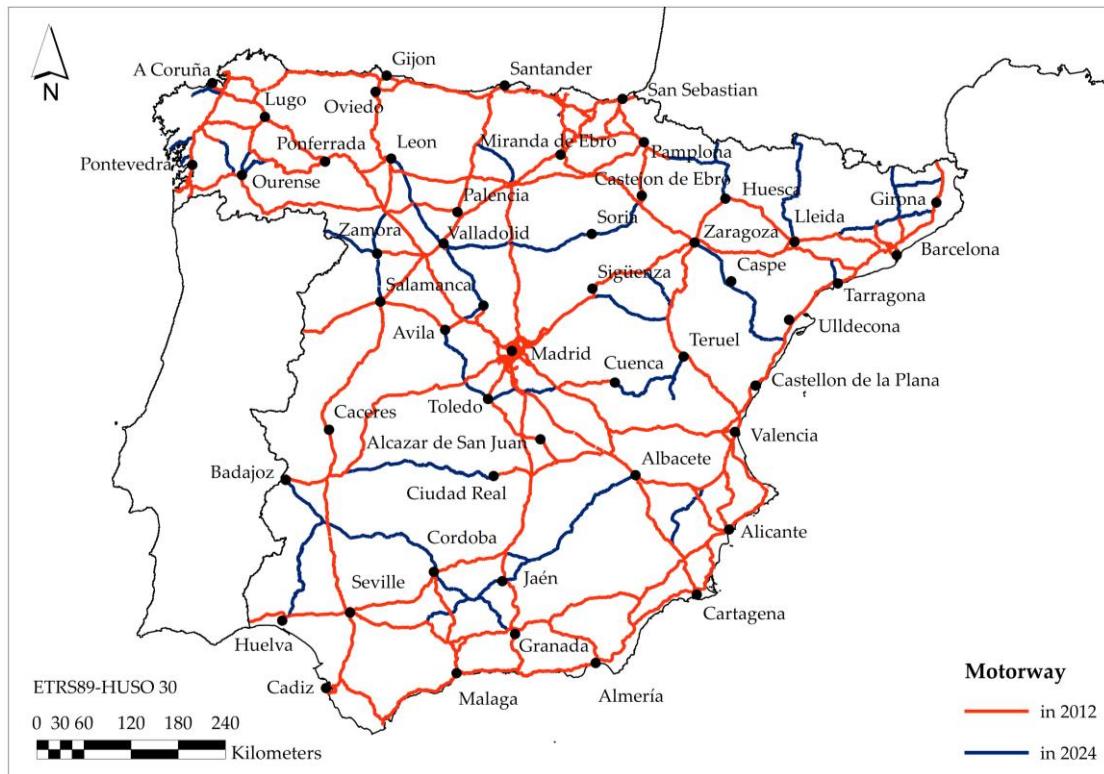 N
A Coruña
Gijon
Santander
San Sebastian
Lugo
Oviedo
Ponferrada
Leon
Miranda de Ebro
Pamplona
Pontevedra
Ourense
Palencia
Castejon de Ebro
Huesca
Girona
Zamora
Valladolid
Soria
Zaragoza
Lleida
Barcelona
Salamanca
Sigüenza
Caspe
Tarragona
Avila
Ulldecona
Madrid
Cuenca
Teruel
Castellon de la Plana
Toledo
Caceres
Alcazar de San Juan
Valencia
Badajoz
Ciudad Real
Albacete
Cordoba
Alicante
Seville
Jaén
Cartagena
Huelva
Granada
Cadiz
Malaga
Almería
ETRS89-HUSO 30
0 30 60 120 180 240
Kilometers
Motorway
in 2012
in 2024